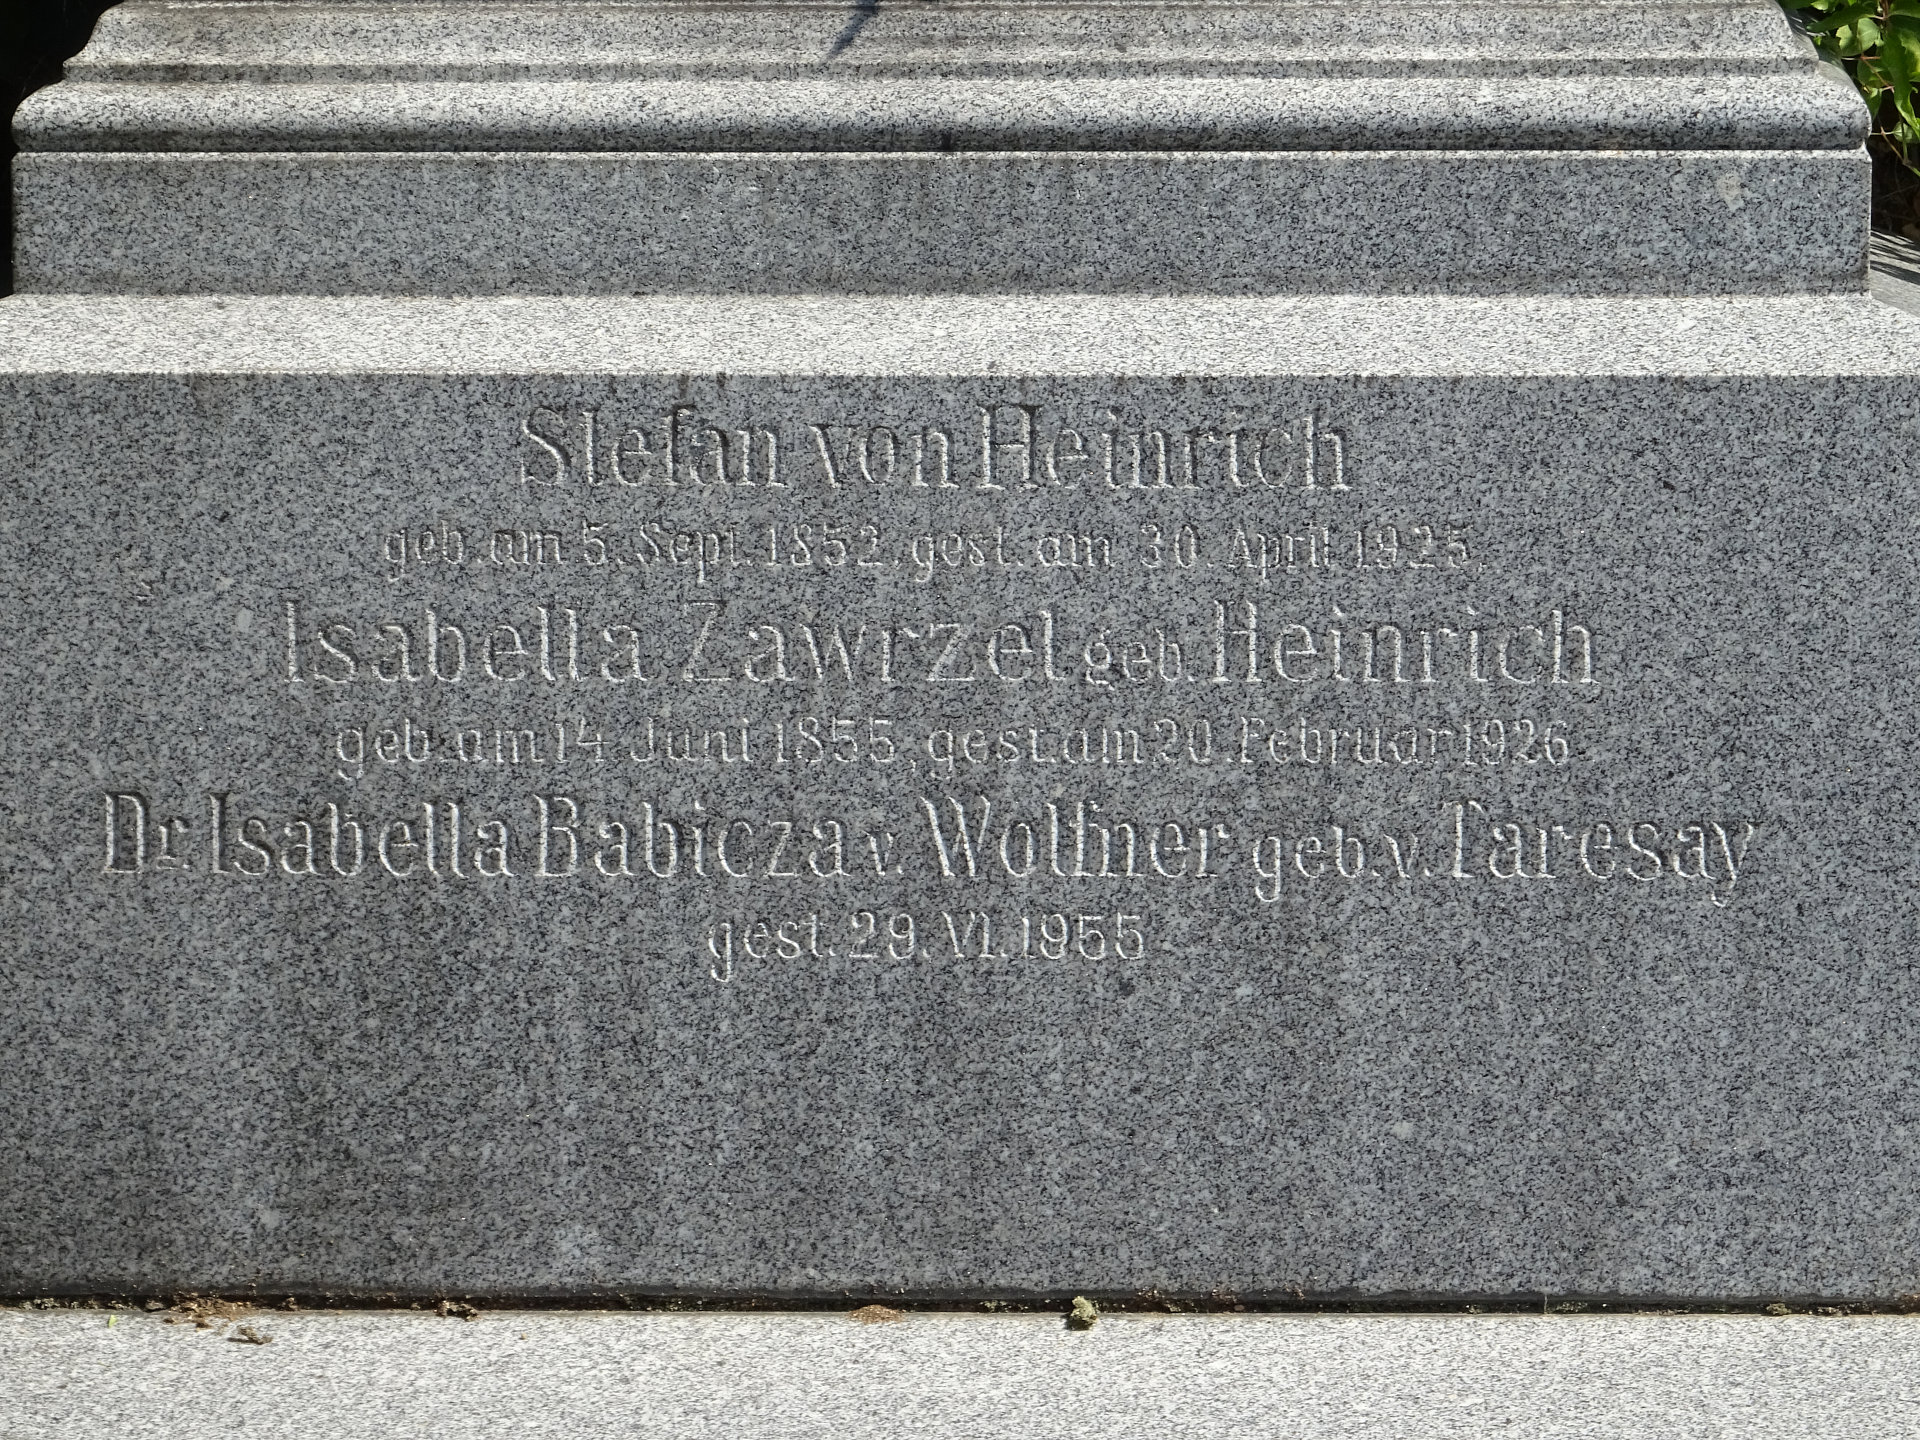 Stefan von Heinrich
geb. am 5. Sept. 1852, gest. am 30. April 1925,
Isabella Zawrzel geb. Heinrich
geb. am 14 Juni 1855, gest. am 20. Februar 1926
Dr. Isabella Babicza v. Wolfner geb. v. Taresay
gest. 29. VI. 1955